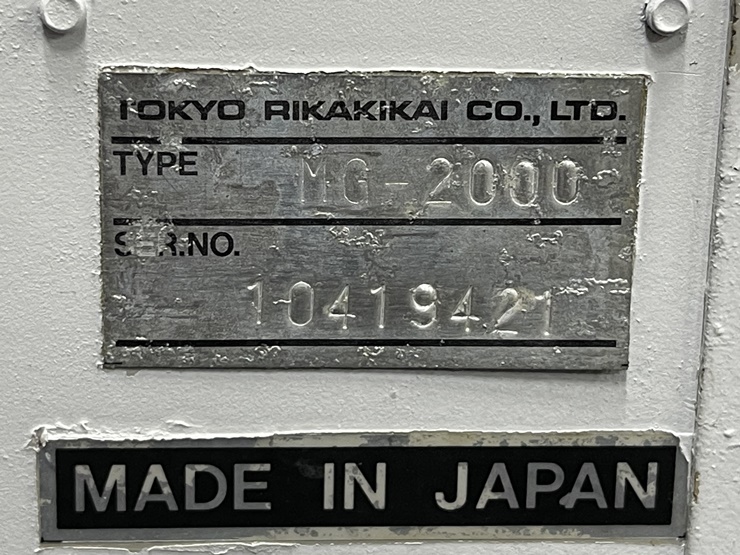 TOKYO RIKAKIKAI CO., LTD.
TYPE MG-2000
SER.NO.
10419421
MADE IN JAPAN